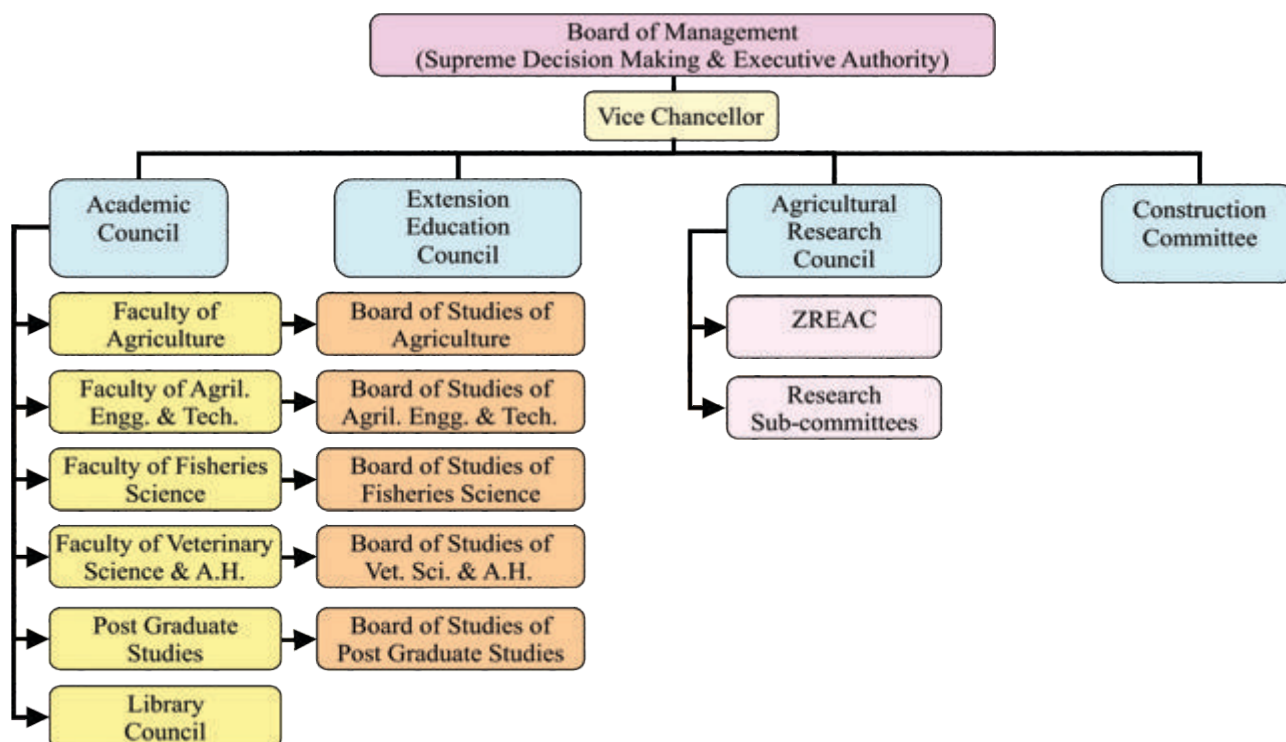 Board of Management
(Supreme Decision Making & Executive Authority)
Vice Chancellor
Academic
Council
Extension
Education
Council
Agricultural
Research
Council
Construction
Committee
Faculty of
Agriculture
Board of Studies of
Agriculture
ZREAC
Faculty of Agril.
Engg. & Tech.
Board of Studies of
Agril. Engg. & Tech.
Research
Sub-committees
Faculty of Fisheries
Science
Board of Studies of
Fisheries Science
Faculty of Veterinary
Science & A.H.
Board of Studies of
Vet. Sci. & A.H.
Post Graduate
Studies
Board of Studies of
Post Graduate Studies
Library
Council